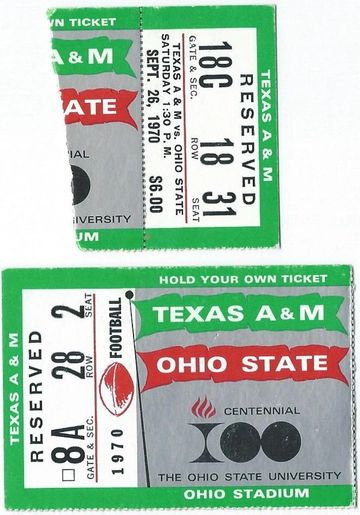 OWN TICKET
A & M
STATE
IAL
IVERSITY
DIUM
TEXAS A & M vs. OHIO STATE
SATURDAY 1:30 P. M.
SEPT. 26, 1970
$6.00
18C 18 31
GATE & SEC. ROW SEAT
RESERVED
TEXAS A & M
HOLD YOUR OWN TICKET
TEXAS A & M
RESERVED
8A 28 2
GATE & SEC. ROW SEAT
1970 FOOTBALL
TEXAS A & M
OHIO STATE
CENTENNIAL
100
THE OHIO STATE UNIVERSITY
OHIO STADIUM